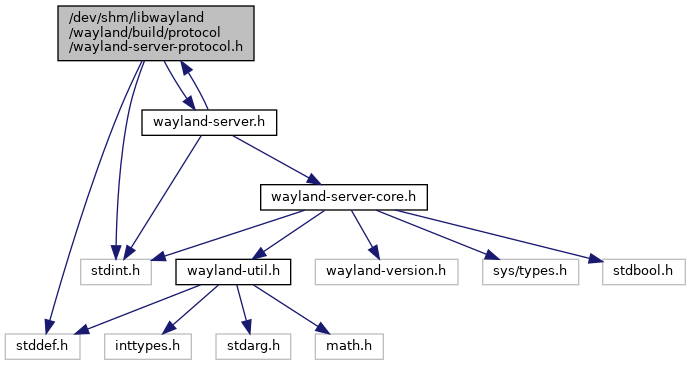 /dev/shm/libwayland
/wayland/build/protocol
/wayland-server-protocol.h
wayland-server.h
wayland-server-core.h
stdint.h
wayland-util.h
wayland-version.h
sys/types.h
stdbool.h
stddef.h
inttypes.h
stdarg.h
math.h